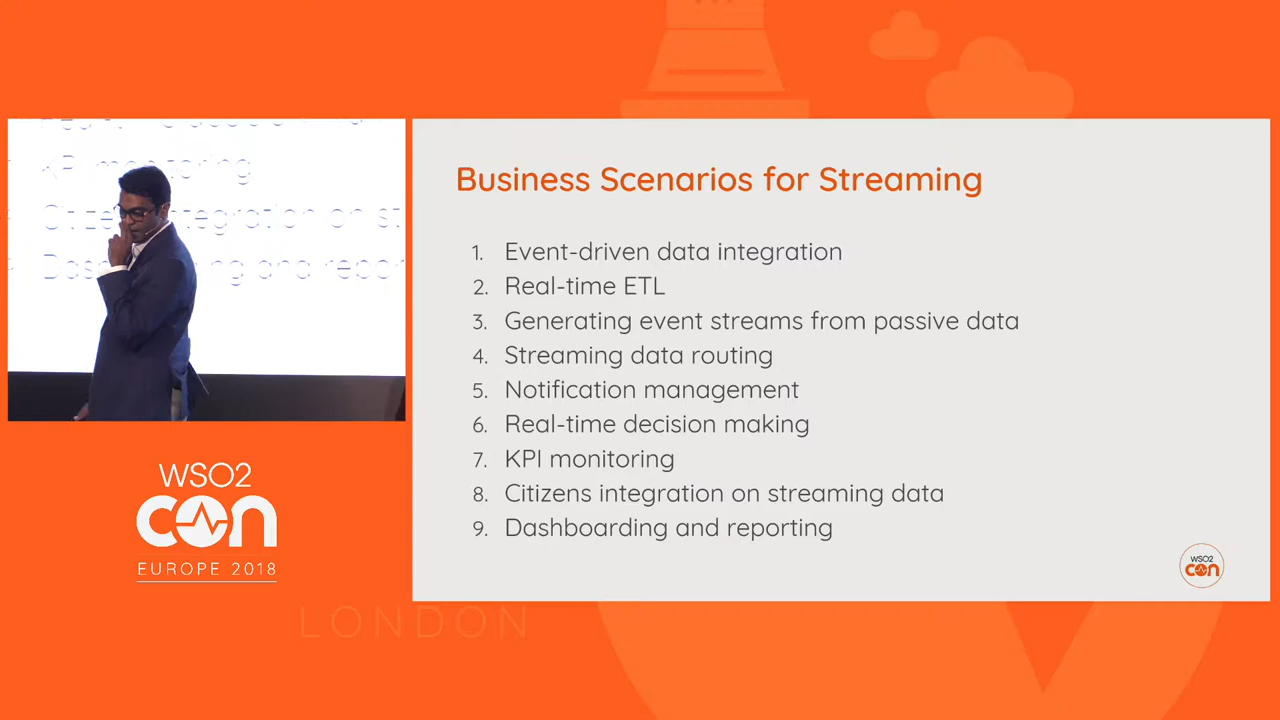 KPI monitoring
Business Scenarios for Streaming
1. Event-driven data integration
2. Real-time ETL
3. Generating event streams from passive data
4. Streaming data routing
5. Notification management
6. Real-time decision making
7. KPI monitoring
8. Citizens integration on streaming data
9. Dashboarding and reporting
WSO2
con
EUROPE 2018
LONDON
WSO2
con